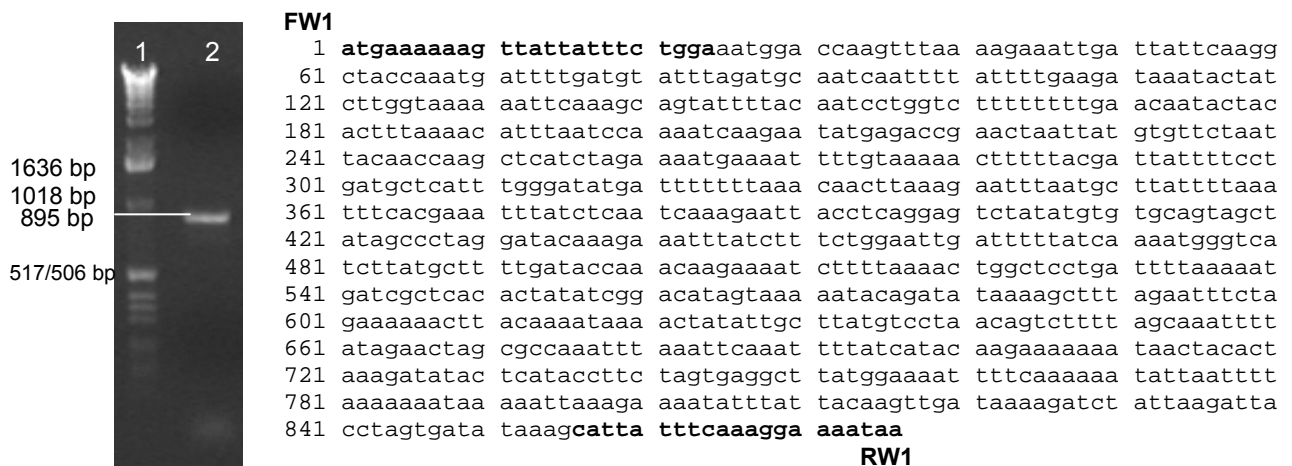 1 2
1636 bp
1018 bp
895 bp
517/506 bp
FW1
1 atgaaaaaag ttattatttc tggaaatgga ccaagtttaa aagaaattga ttattcaagg
61 ctaccaaatg attttgatgt atttagatgc aatcaatttt attttgaaga taaatactat
121 cttggtaaaa aattcaaagc agtattttac aatcctggtc tttttttttga acaatactac
181 actttaaaac atttaatcca aaatcaagaa tatgagaccg aactaattat gtgttctaat
241 tacaaccaag ctcatctaga aaatgaaaat tttgtaaaaa ctttttacga ttattttcct
301 gatgctcatt tgggatatga tttttttaaa caacttaaag aatttaatgc ttattttaaa
361 tttcacgaaa tttatctcaa tcaaagaatt acctcaggag tctatatgtg tgcagtagct
421 atagccctag gatacaaaga aatttatctt tctggaattg atttttatca aaatgggtca
481 tcttatgctt ttgataccaa acaagaaaat cttttaaaac tggctcctga ttttaaaaat
541 gatcgctcac actatatcgg acatagtaaa aatacagata taaaagcttt agaatttcta
601 gaaaaaactt acaaaataaa actatattgc ttatgtccta acagtctttt agcaaatttt
661 atagaactag cgccaaattt aaattcaaat tttatcatac aagaaaaaaa taactacact
721 aaagatatac tcataccttc tagtgaggct tatggaaaat tttcaaaaaa tattaatttt
781 aaaaaaataa aaattaaaga aaatatttat tacaagttga taaaagatct attaagatta
841 cctagtgata taaagcatta tttcaaagga aaataa
RW1